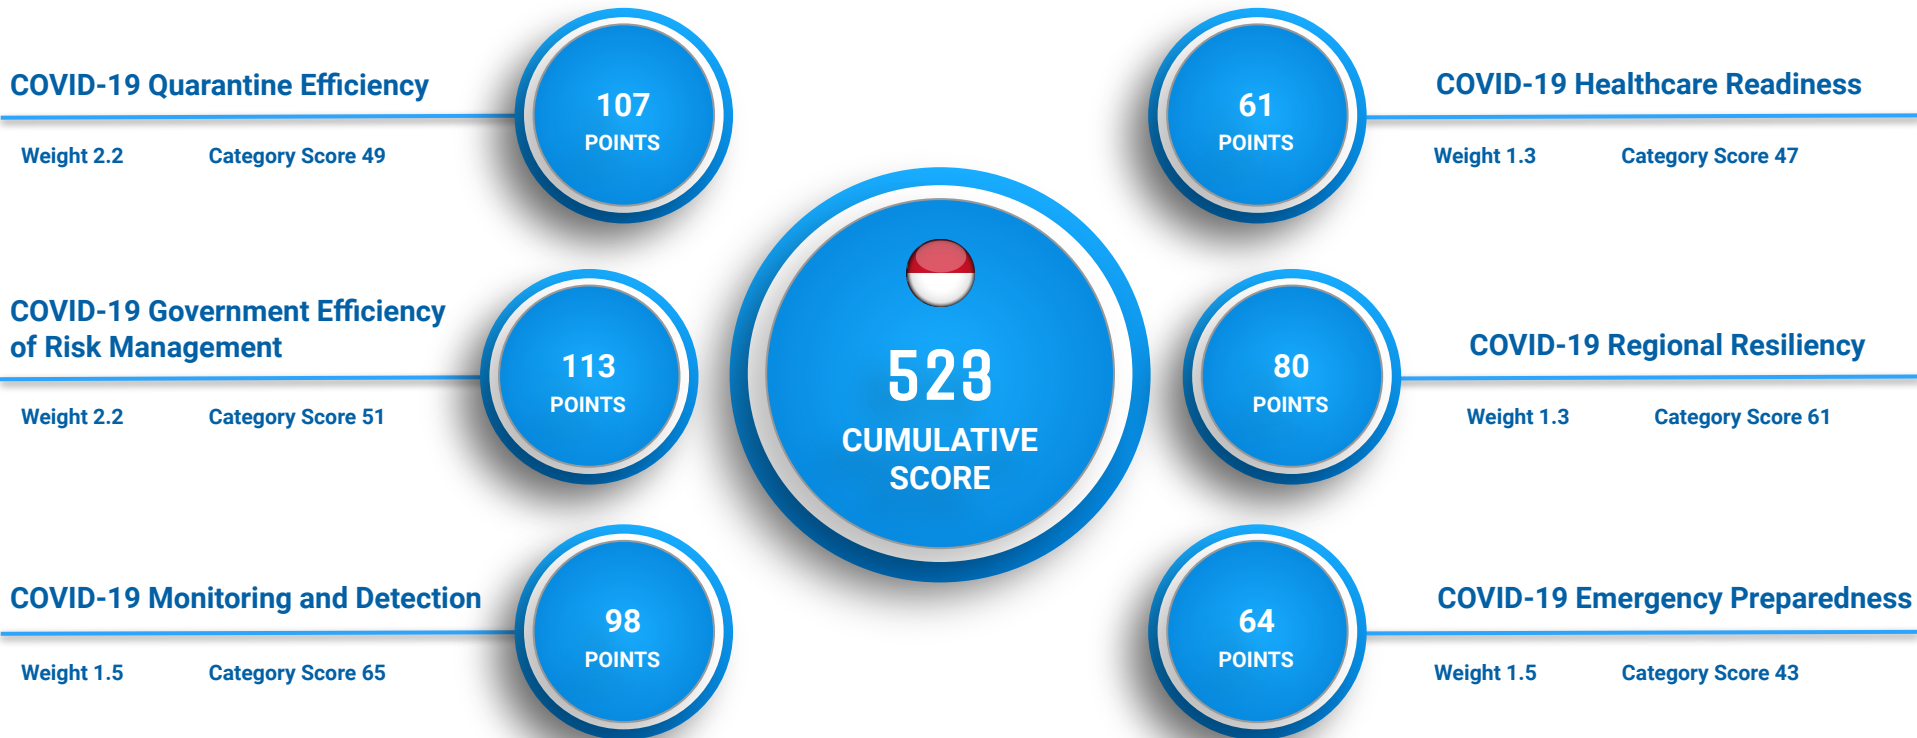 COVID-19 Quarantine Efficiency
Weight 2.2 Category Score 49
107
POINTS
COVID-19 Government Efficiency
of Risk Management
Weight 2.2 Category Score 51
113
POINTS
COVID-19 Monitoring and Detection
Weight 1.5 Category Score 65
98
POINTS
523
CUMULATIVE
SCORE
61
POINTS
COVID-19 Healthcare Readiness
Weight 1.3 Category Score 47
80
POINTS
COVID-19 Regional Resiliency
Weight 1.3 Category Score 61
64
POINTS
COVID-19 Emergency Preparedness
Weight 1.5 Category Score 43